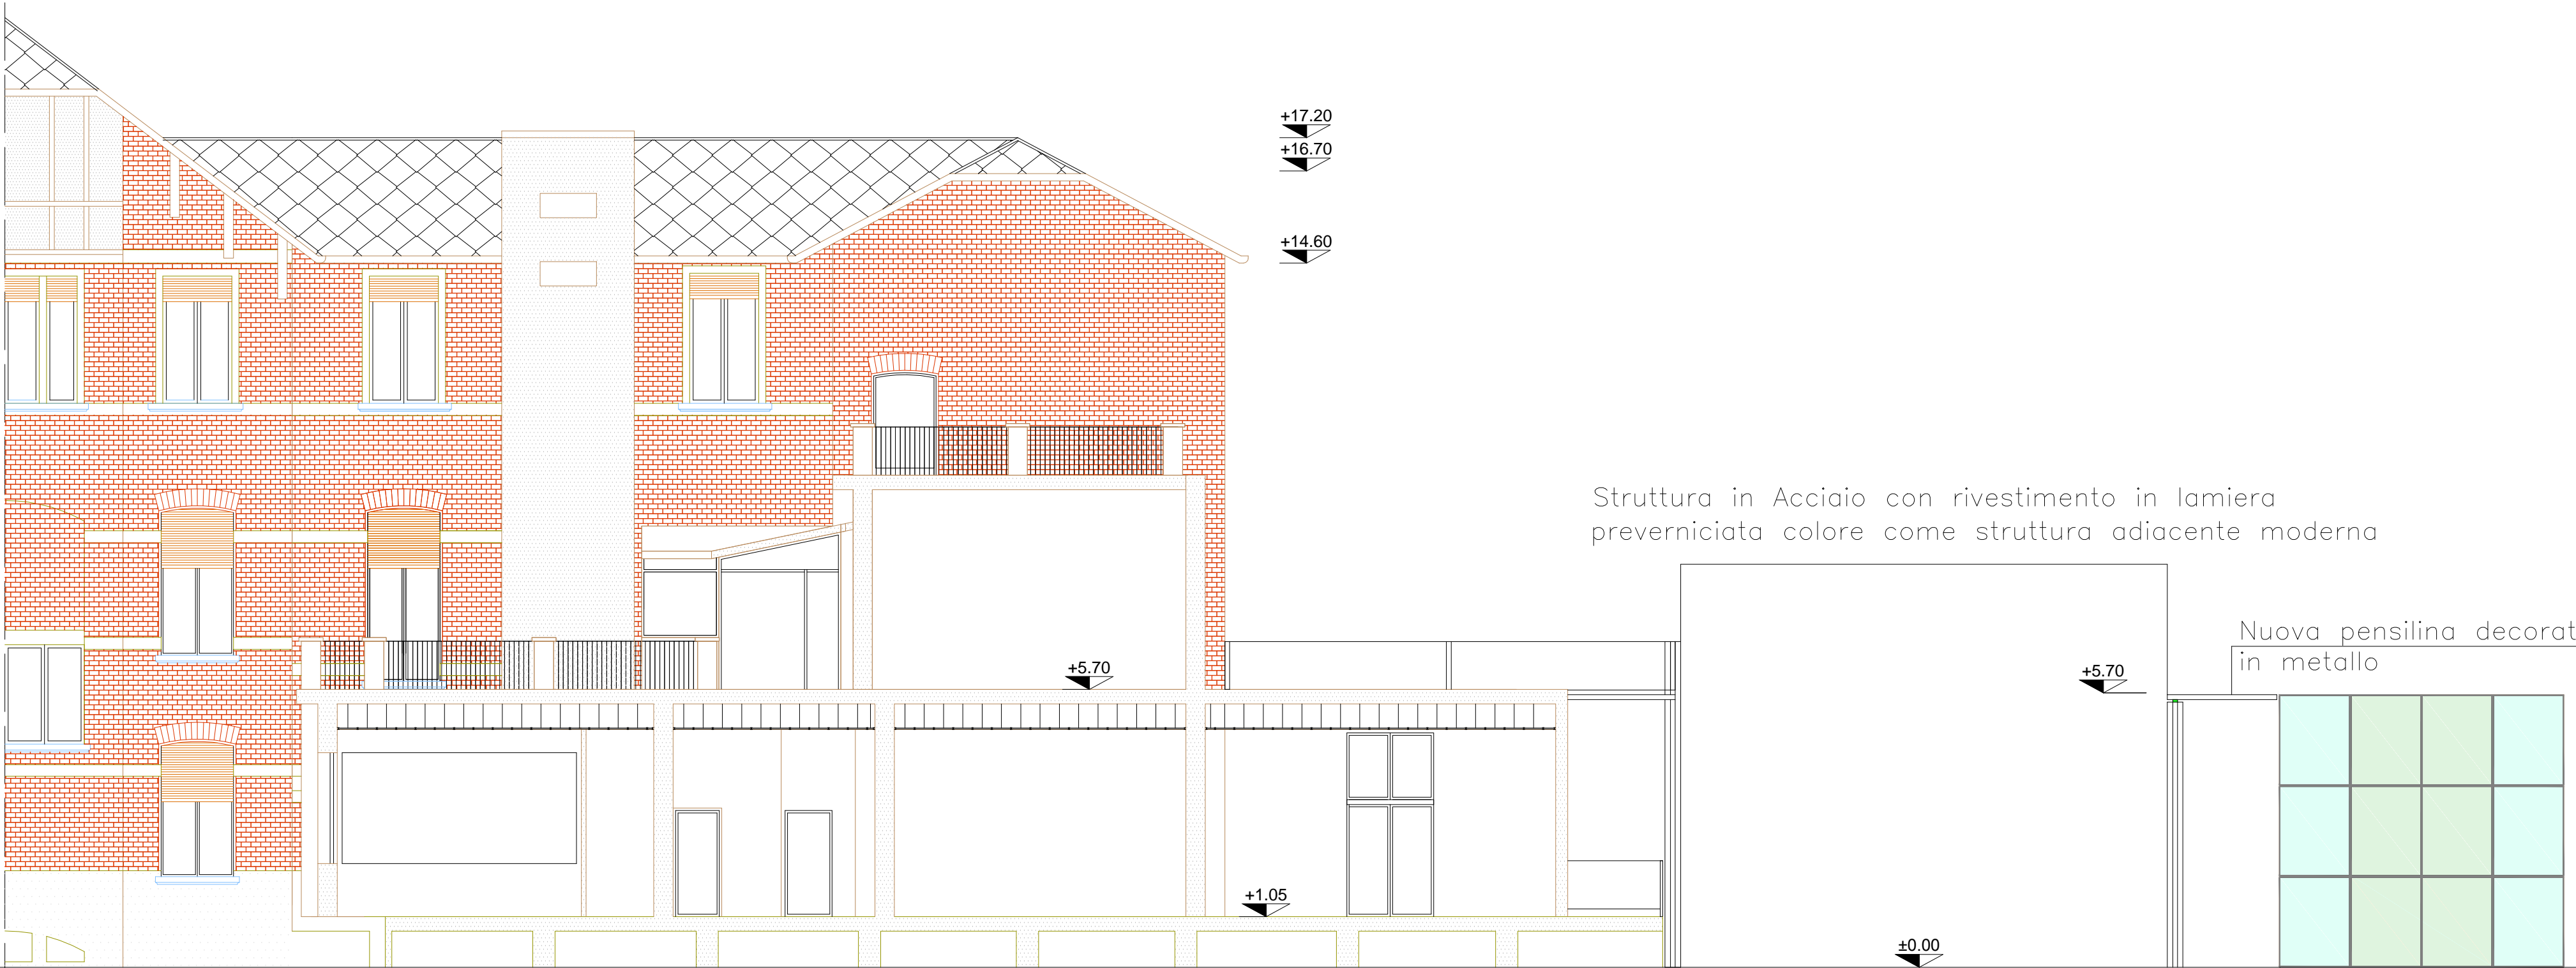 +17.20
+16.70
+14.60
Struttura in Acciaio con rivestimento in lamiera
preverniciata colore come struttura adiacente moderna
Nuova pensilina decorat
in metallo
+5.70
+5.70
+1.05
±0.00